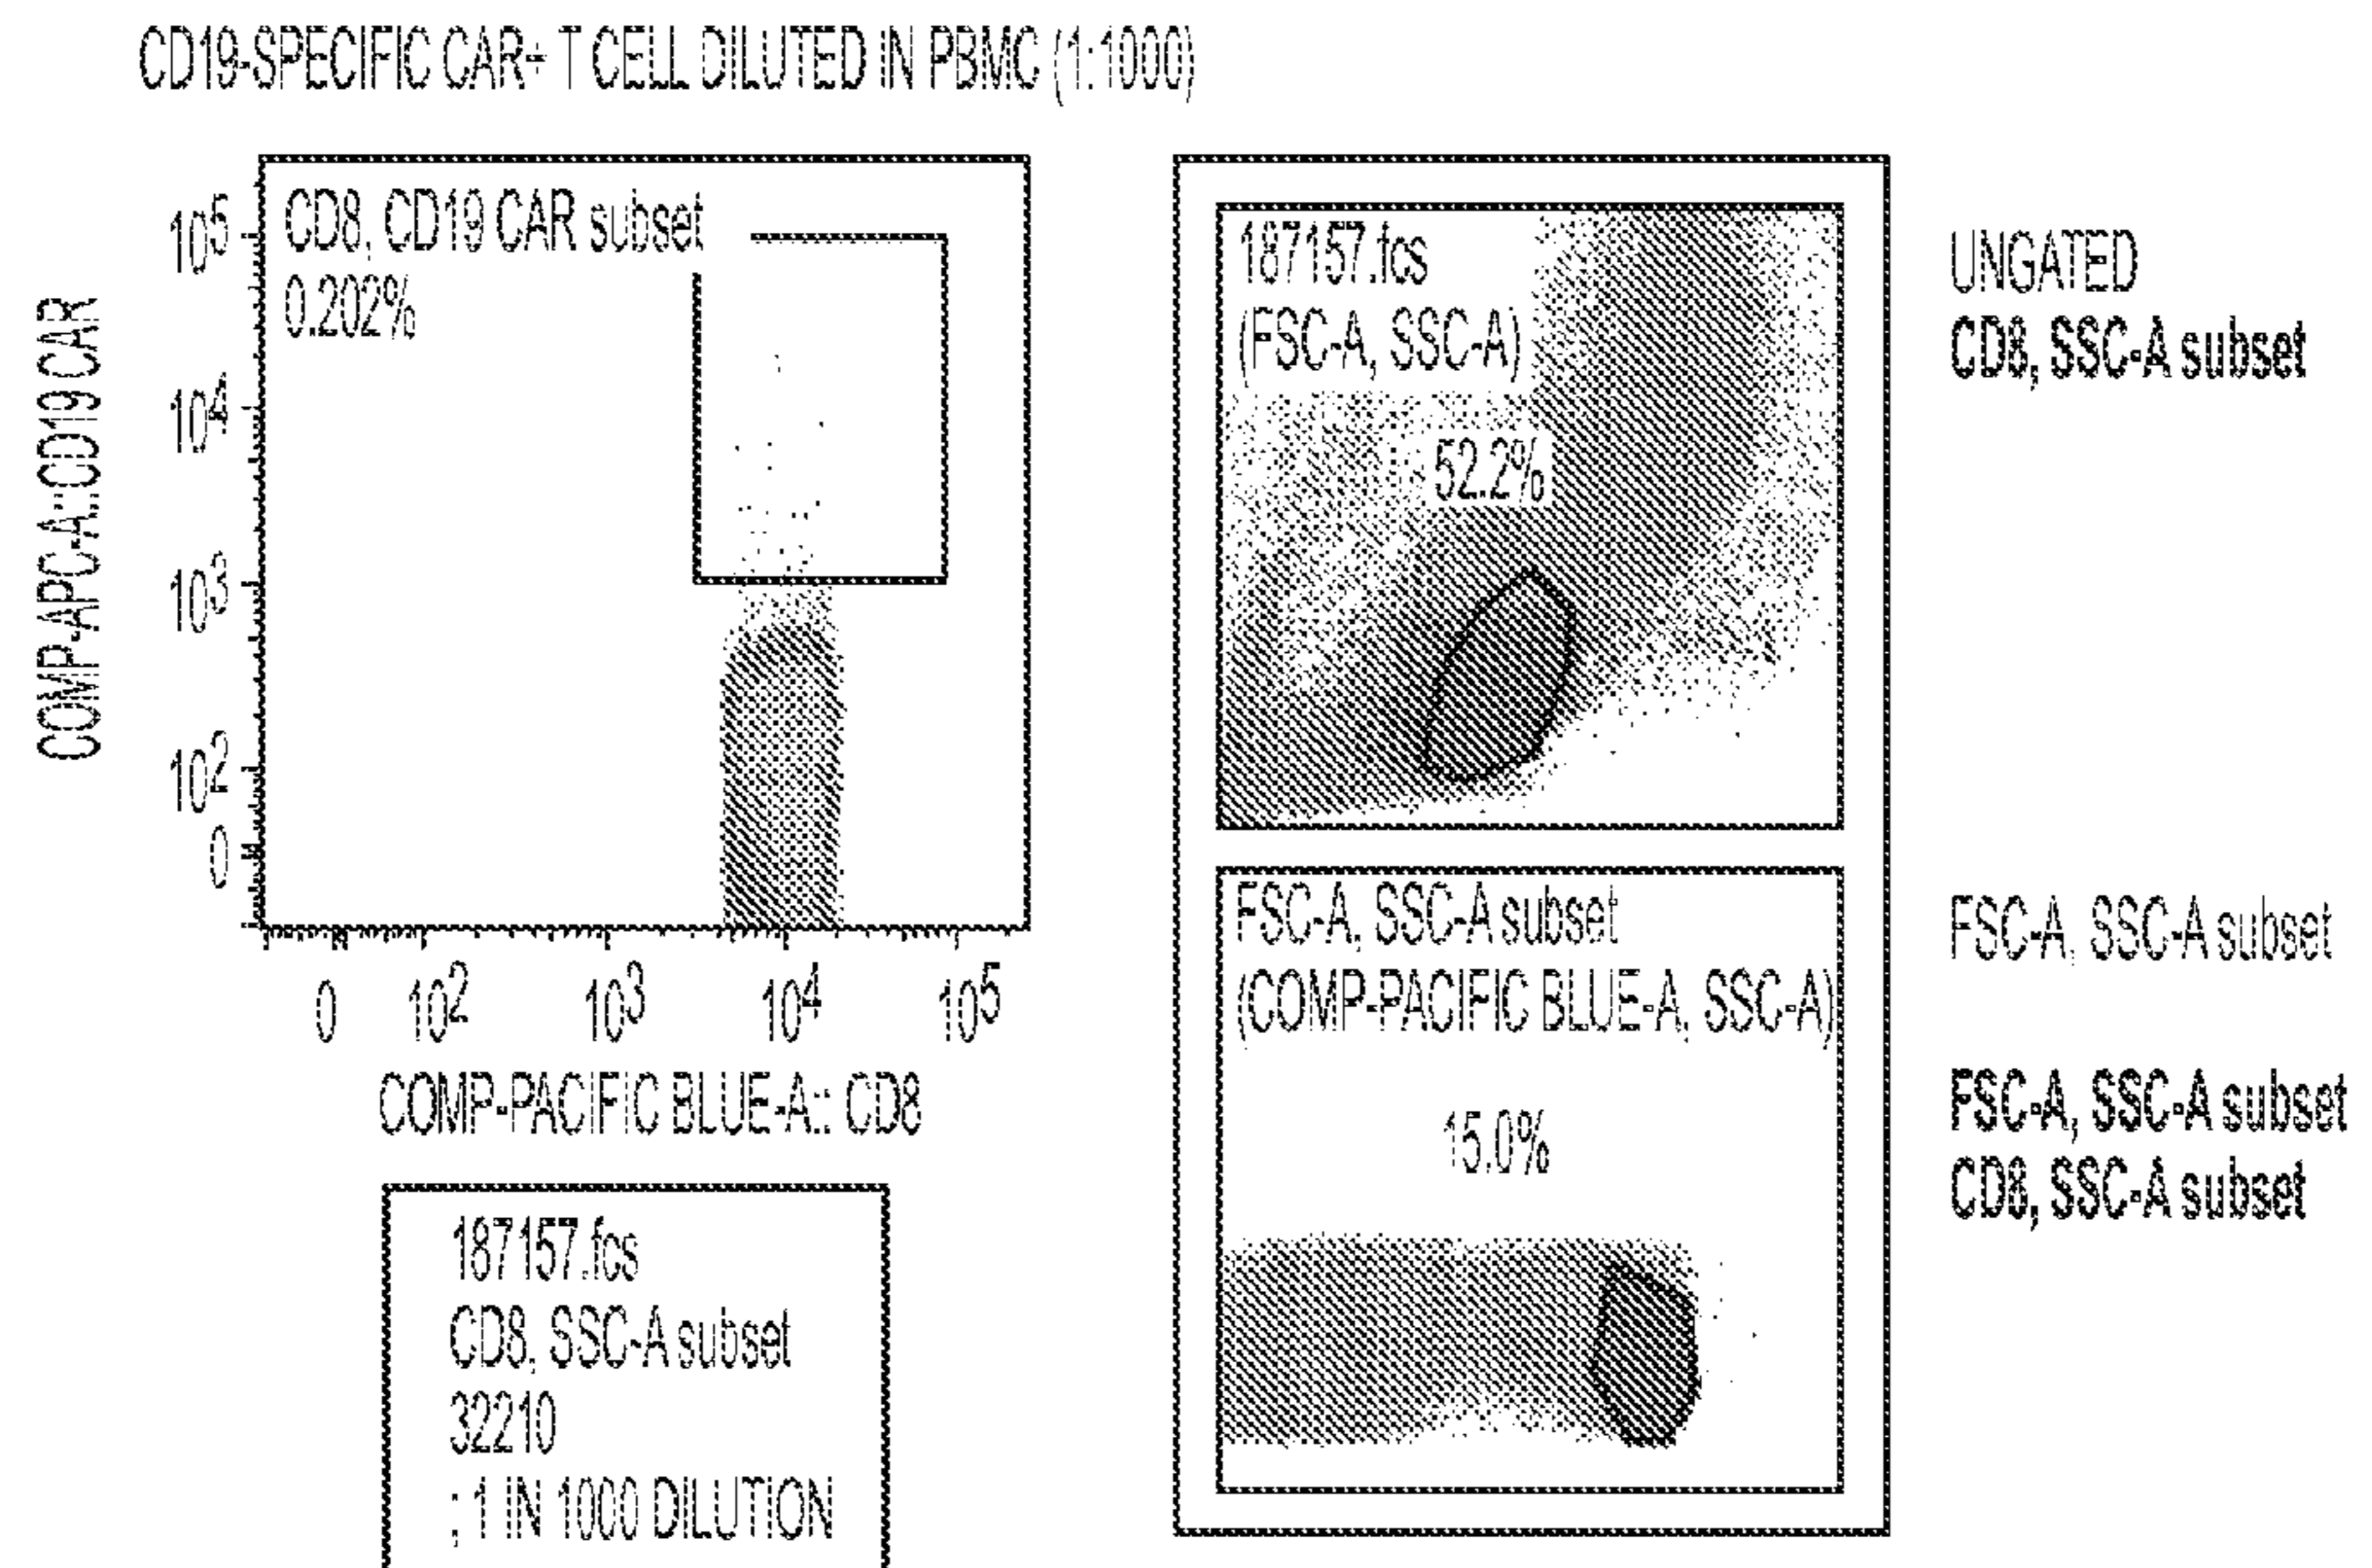 CD19-SPECIFIC CAR+ T CELL DILUTED IN PBMC (1:1000)
COMP-APC-A::CD19 CAR
10^5
10^4
10^3
10^2
0
CD8, CD19 CAR subset
0.202%
0 10^2 10^3 10^4 10^5
COMP-PACIFIC BLUE-A:: CD8
187157.fcs
CD8, SSC-A subset
32210
; 1 IN 1000 DILUTION
187157.fcs
(FSC-A, SSC-A)
52.2%
UNGATED
CD8, SSC-A subset
FSC-A, SSC-A subset
(COMP-PACIFIC BLUE-A, SSC-A)
15.0%
FSC-A, SSC-A subset
FSC-A, SSC-A subset
CD8, SSC-A subset